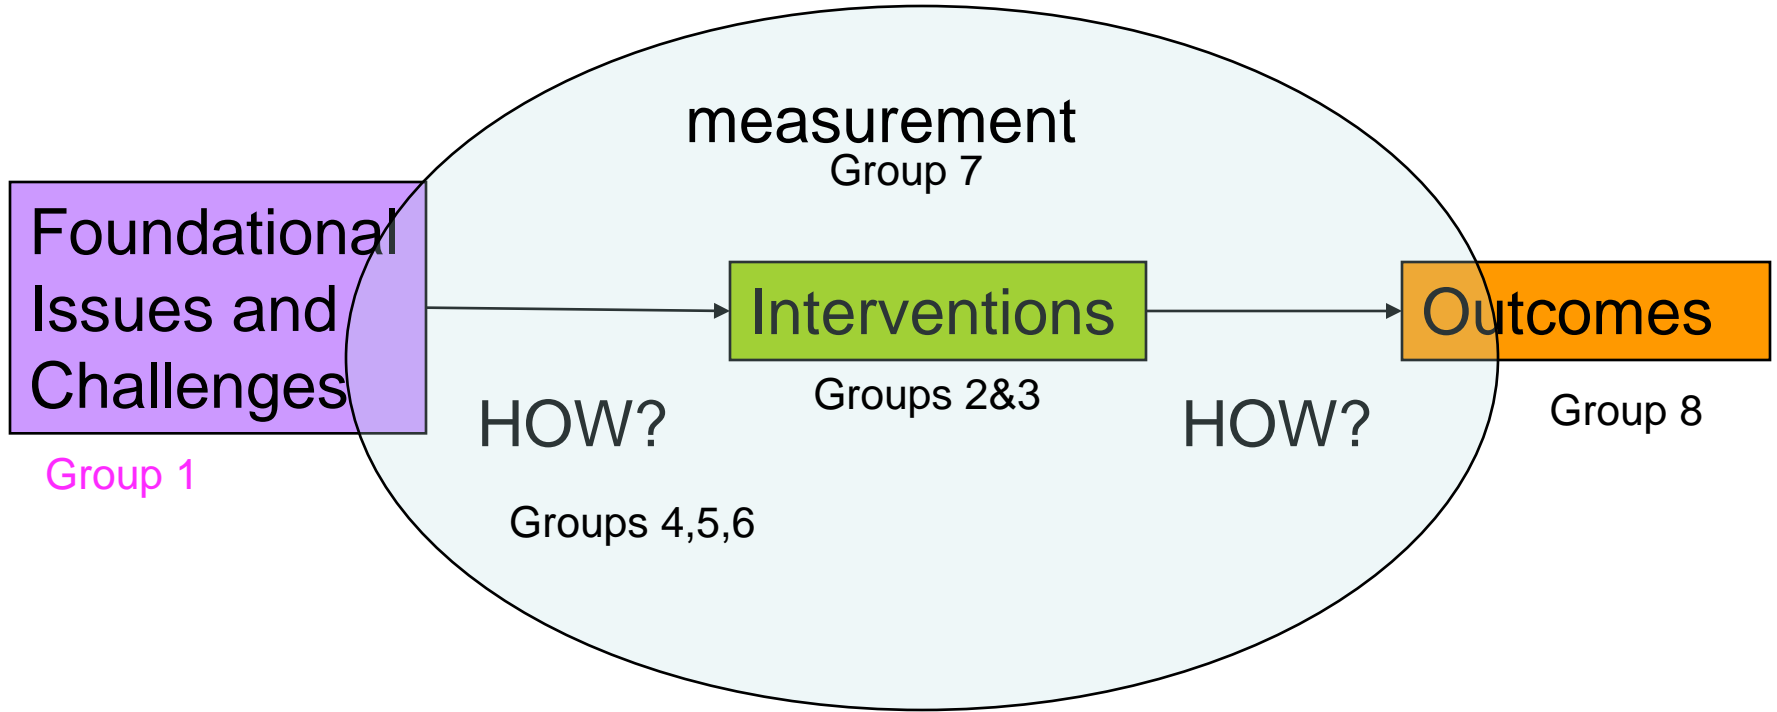 measurement
Group 7
Foundational
Issues and
Challenges
Group 1
HOW?
Groups 4,5,6
Interventions
Groups 2&3
HOW?
Outcomes
Group 8